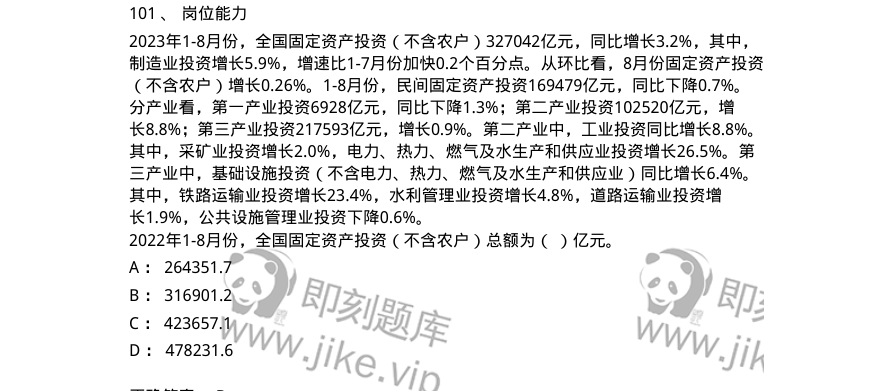 101 、 岗位能力
2023年1-8月份，全国固定资产投资（不含农户）327042亿元，同比增长3.2%，其中，
制造业投资增长5.9%，增速比1-7月份加快0.2个百分点。从环比看，8月份固定资产投资
（不含农户）增长0.26%。1-8月份，民间固定资产投资169479亿元，同比下降0.7%。
分产业看，第一产业投资6928亿元，同比下降1.3%；第二产业投资102520亿元，增
长8.8%；第三产业投资217593亿元，增长0.9%。第二产业中，工业投资同比增长8.8%。
其中，采矿业投资增长2.0%，电力、热力、燃气及水生产和供应业投资增长26.5%。第
三产业中，基础设施投资（不含电力、热力、燃气及水生产和供应业）同比增长6.4%。
其中，铁路运输业投资增长23.4%，水利管理业投资增长4.8%，道路运输业投资增
长1.9%，公共设施管理业投资下降0.6%。
2022年1-8月份，全国固定资产投资（不含农户）总额为（ ）亿元。
A ： 264351.7
B ： 316901.2
C ： 423657.1
D ： 478231.6
即刻题库
www.jike.vip
即刻
www.jik